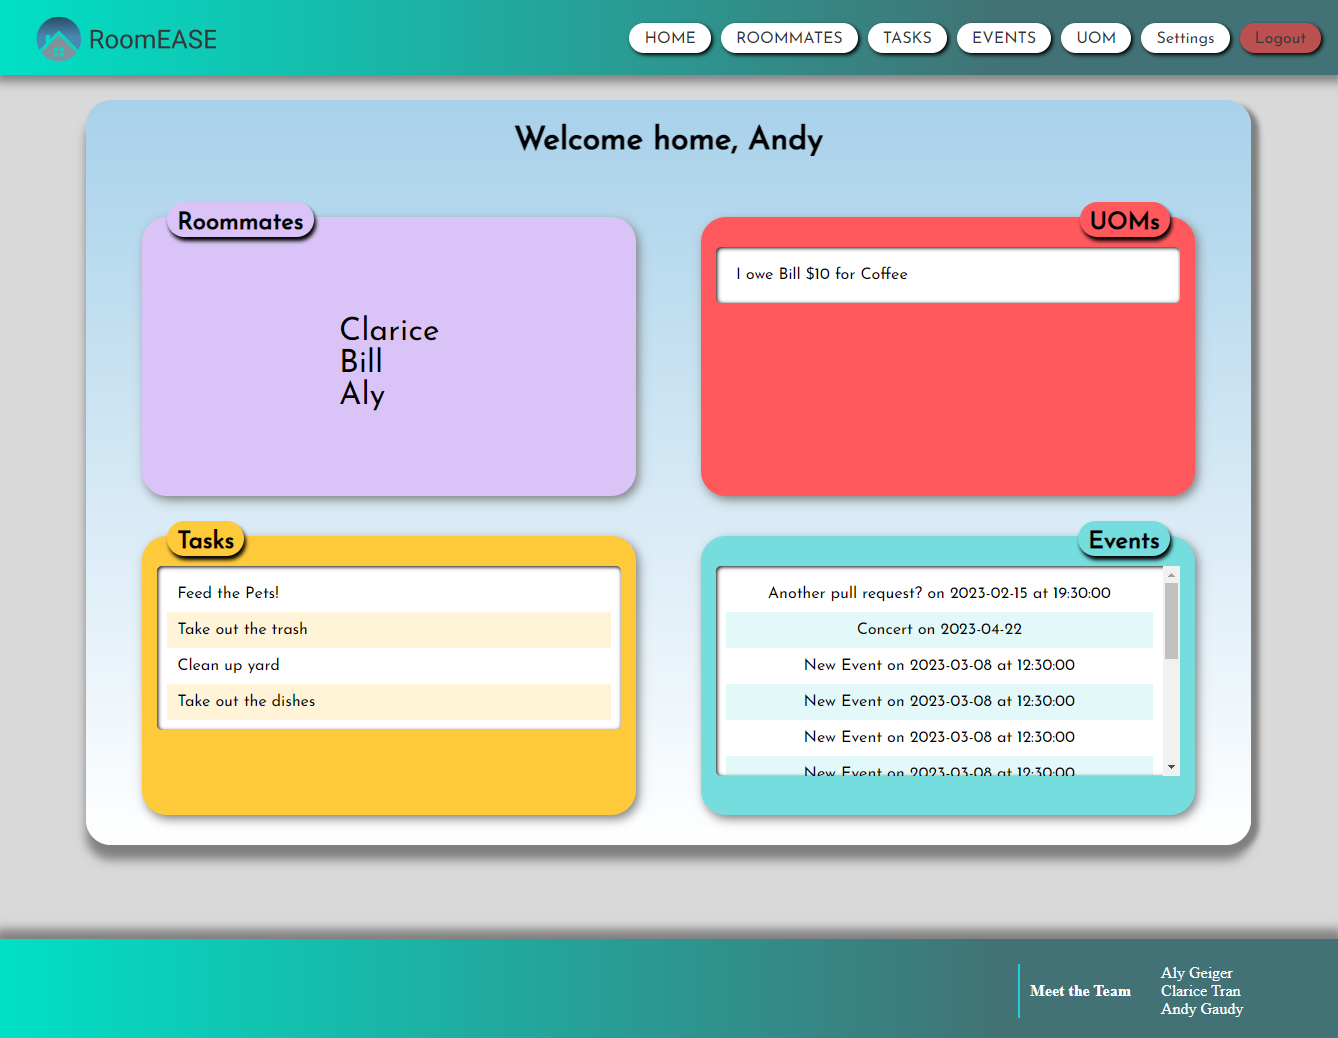 RoomEASE
HOME
ROOMMATES
TASKS
EVENTS
UOM
Settings
Logout
Welcome home, Andy
Roommates
Clarice
Bill
Aly
UOMs
I owe Bill $10 for Coffee
Tasks
Feed the Pets!
Take out the trash
Clean up yard
Take out the dishes
Events
Another pull request? on 2023-02-15 at 19:30:00
Concert on 2023-04-22
New Event on 2023-03-08 at 12:30:00
New Event on 2023-03-08 at 12:30:00
New Event on 2023-03-08 at 12:30:00
New Event on 2023-03-08 at 12:30:00
Meet the Team
Aly Geiger
Clarice Tran
Andy Gaudy